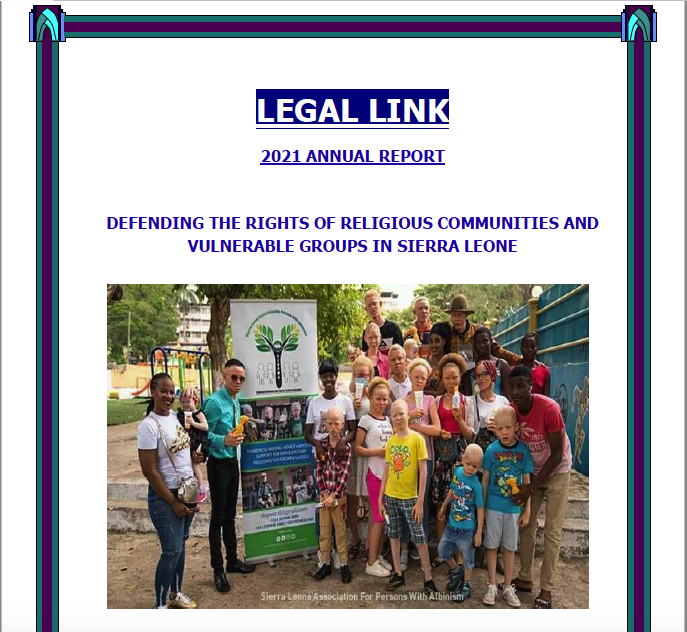 LEGAL LINK
2021 ANNUAL REPORT
DEFENDING THE RIGHTS OF RELIGIOUS COMMUNITIES AND
VULNERABLE GROUPS IN SIERRA LEONE
Sierra Leone Association For Persons With Albinism